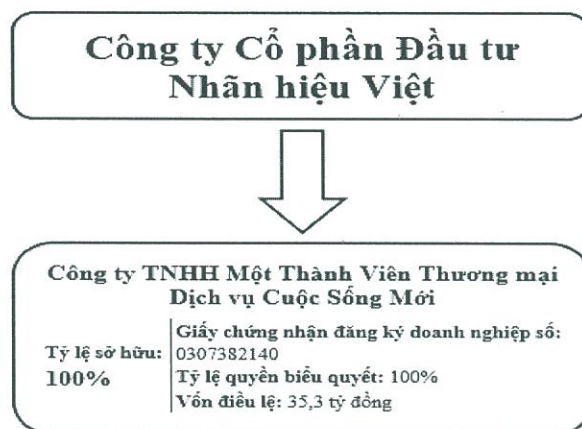 Công ty Cổ phần Đầu tư
Nhãn hiệu Việt
Công ty TNHH Một Thành Viên Thương mại
Dịch vụ Cuộc Sống Mới
Tỷ lệ sở hữu:
100%
Giấy chứng nhận đăng ký doanh nghiệp số:
0307382140
Tỷ lệ quyền biểu quyết: 100%
Vốn điều lệ: 35,3 tỷ đồng